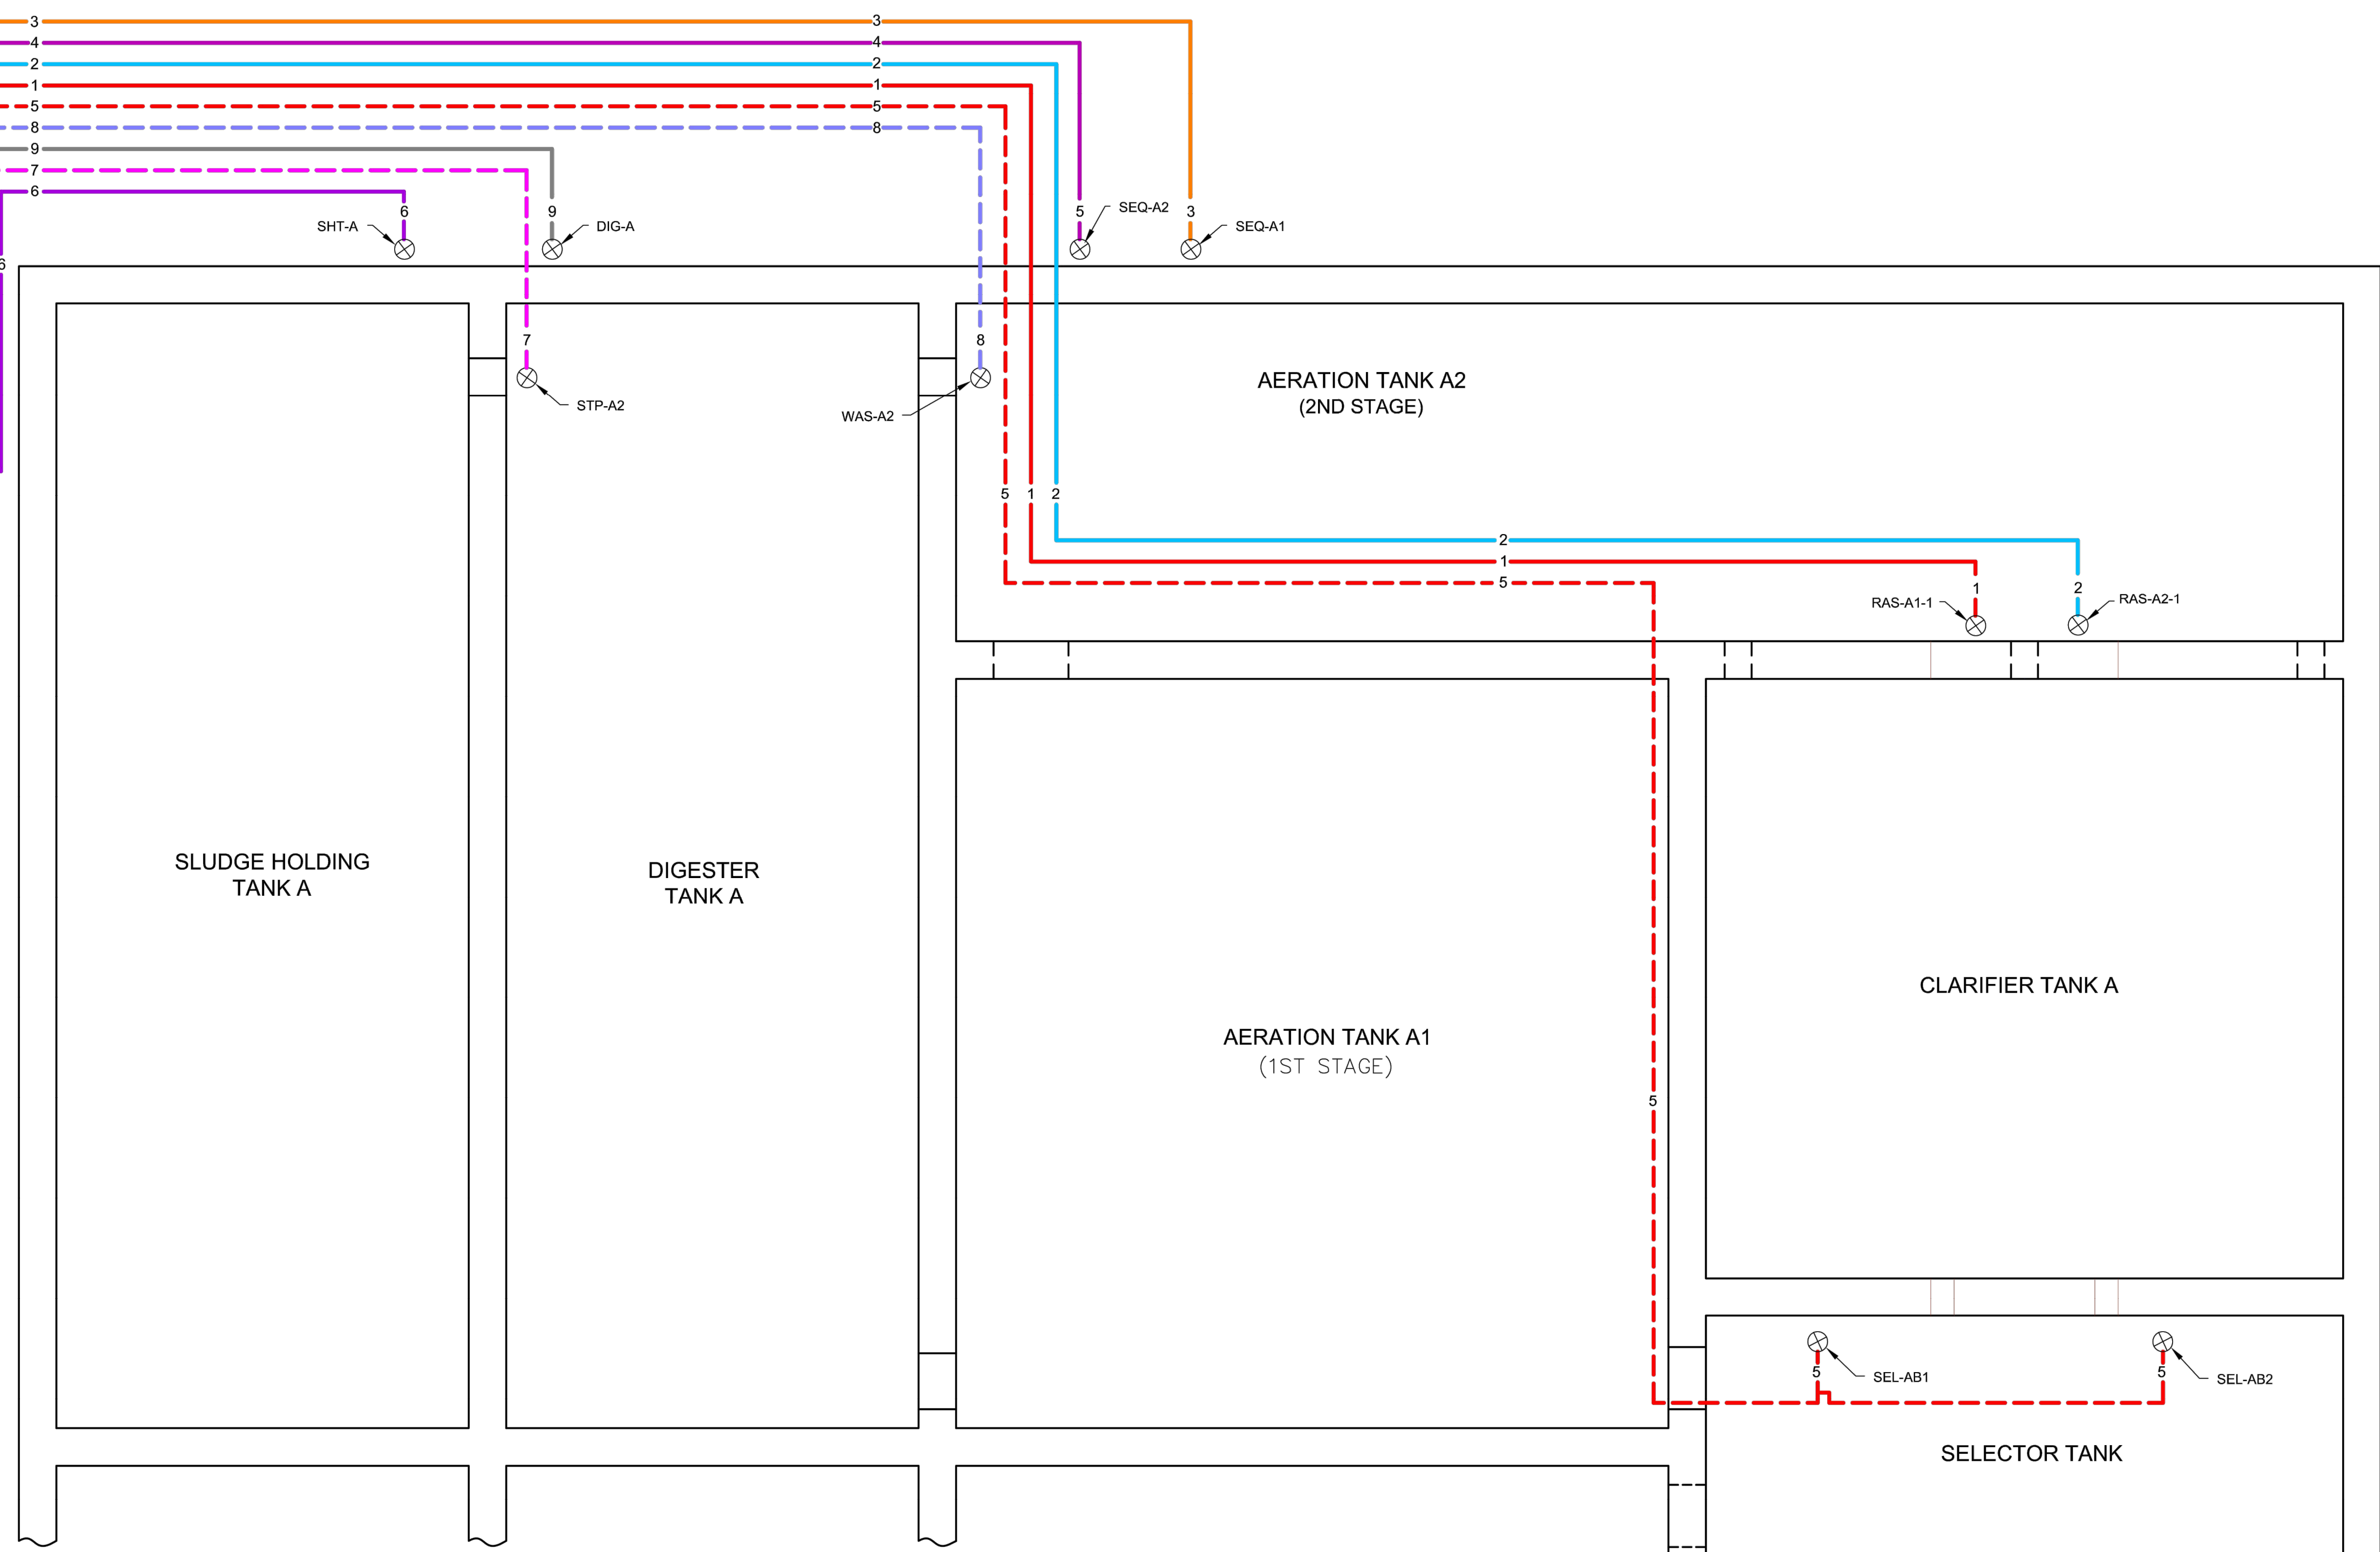 3 3
4 4
2 2
1 1
5 5
8 8
9
7
6
6 9 5 3
SHT-A DIG-A SEQ-A2 SEQ-A1
6
7 8
STP-A2 WAS-A2
AERATION TANK A2
(2ND STAGE)
5 1 2
2
1
5
1 2
RAS-A1-1 RAS-A2-1
SLUDGE HOLDING
TANK A
DIGESTER
TANK A
CLARIFIER TANK A
AERATION TANK A1
(1ST STAGE)
5
5 5
SEL-AB1 SEL-AB2
SELECTOR TANK